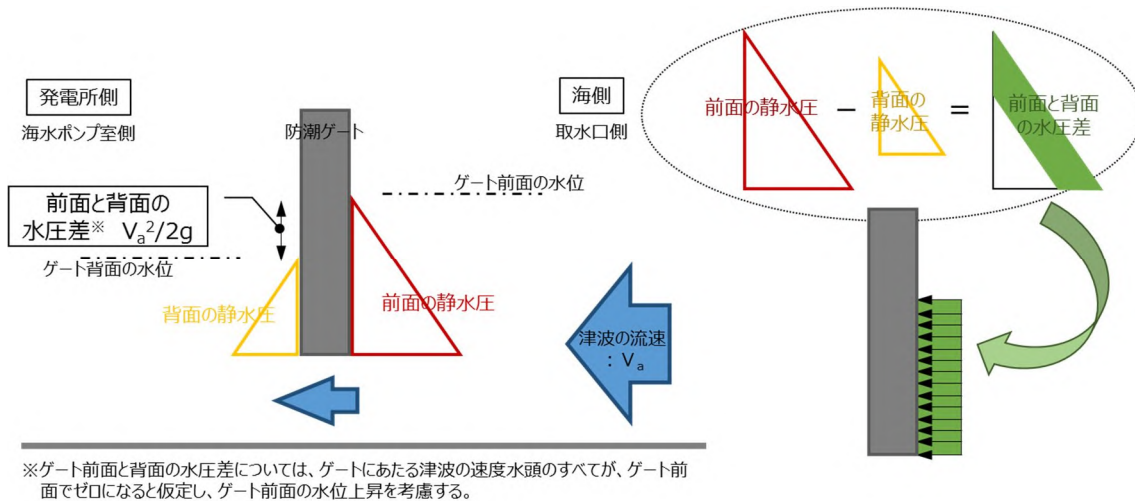 発電所側
海水ポンプ室側
防潮ゲート
海側
取水口側
前面の静水圧
−
背面の
静水圧
=
前面と背面
の水圧差
ゲート前面の水位
前面と背面の
水圧差※ Va²/2g
ゲート背面の水位
背面の静水圧
前面の静水圧
津波の流速
：Va
※ゲート前面と背面の水圧差については、ゲートにあたる津波の速度水頭のすべてが、ゲート前
面でゼロになると仮定し、ゲート前面の水位上昇を考慮する。